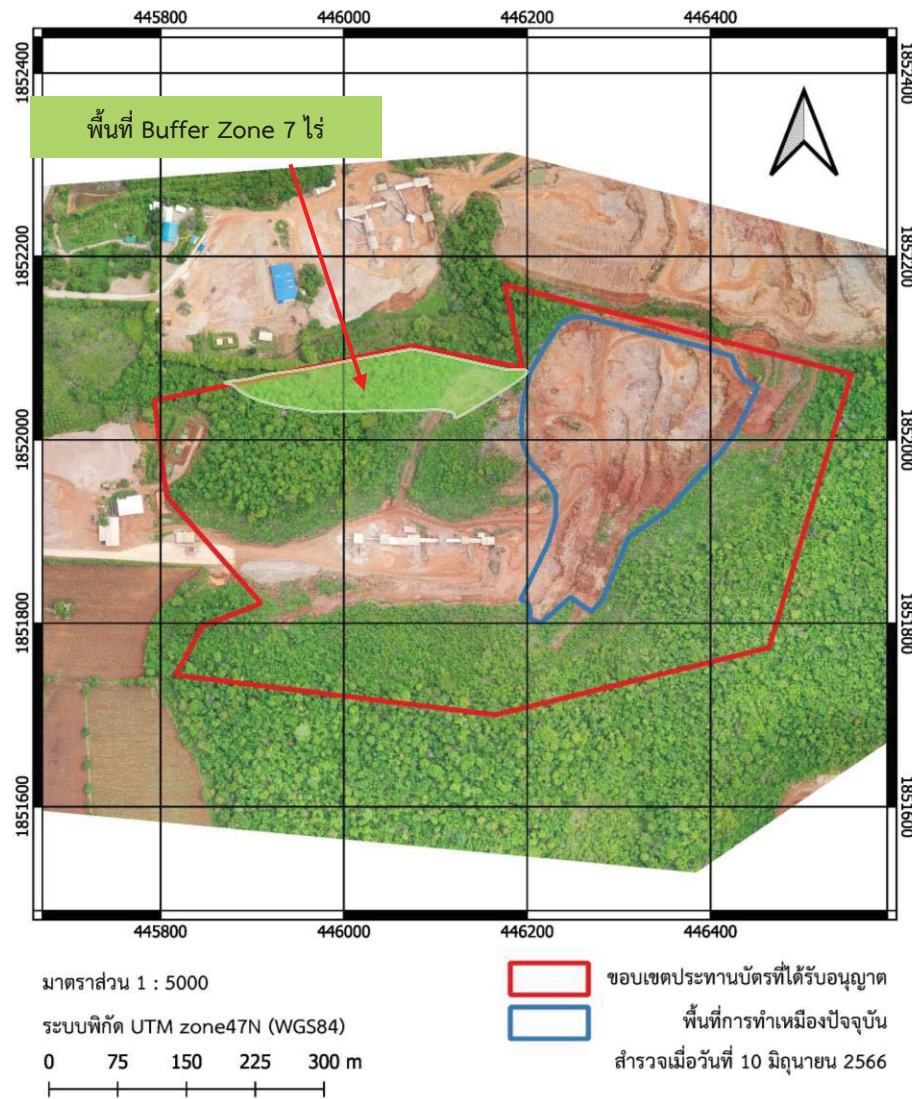 445800 446000 446200 446400
1852400 1852400
พื้นที่ Buffer Zone 7 ไร่
1852200 1852200
1852000 1852000
1851800 1851800
1851600 1851600
445800 446000 446200 446400
มาตราส่วน 1 : 5000
ระบบพิกัด UTM zone47N (WGS84)
0 75 150 225 300 m
ขอบเขตประทานบัตรที่ได้รับอนุญาต
พื้นที่การทำเหมืองปัจจุบัน
สำรวจเมื่อวันที่ 10 มิถุนายน 2566